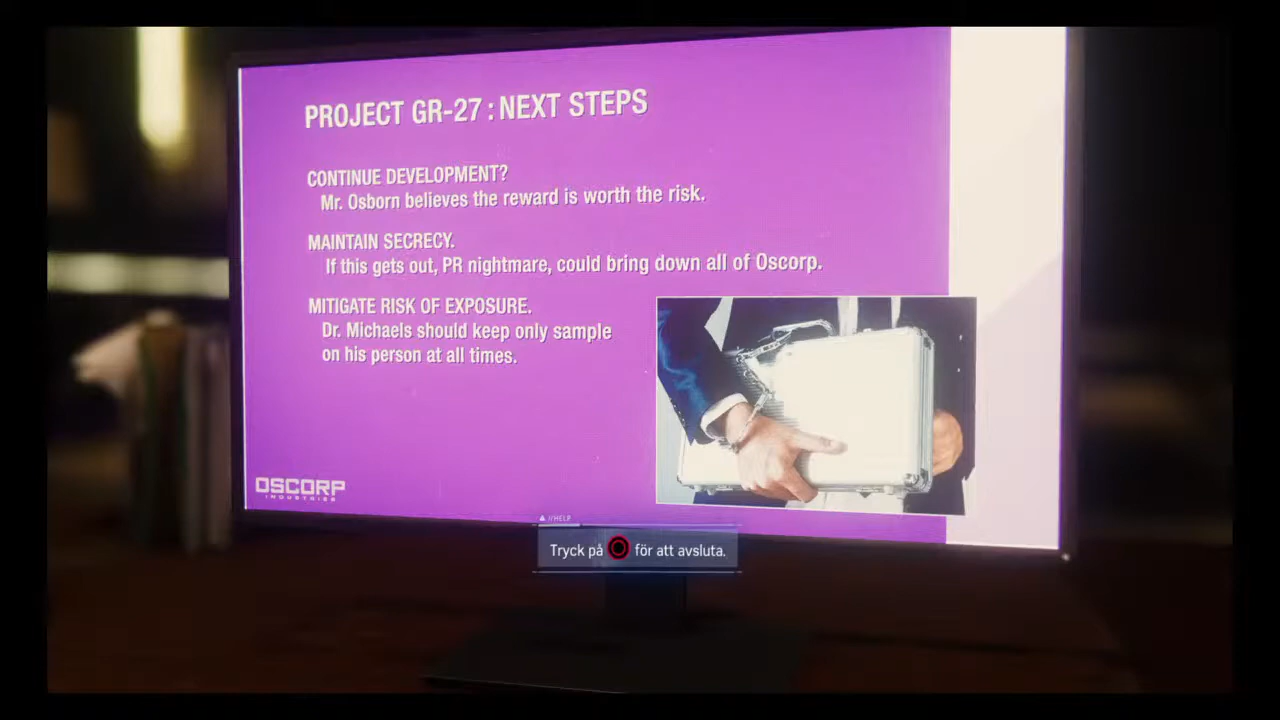 PROJECT GR-27 : NEXT STEPS
CONTINUE DEVELOPMENT?
Mr. Osborn believes the reward is worth the risk.
MAINTAIN SECRECY.
If this gets out, PR nightmare, could bring down all of Oscorp.
MITIGATE RISK OF EXPOSURE.
Dr. Michaels should keep only sample
on his person at all times.
OSCORP
INDUSTRIES
//HELP
Tryck på för att avsluta.